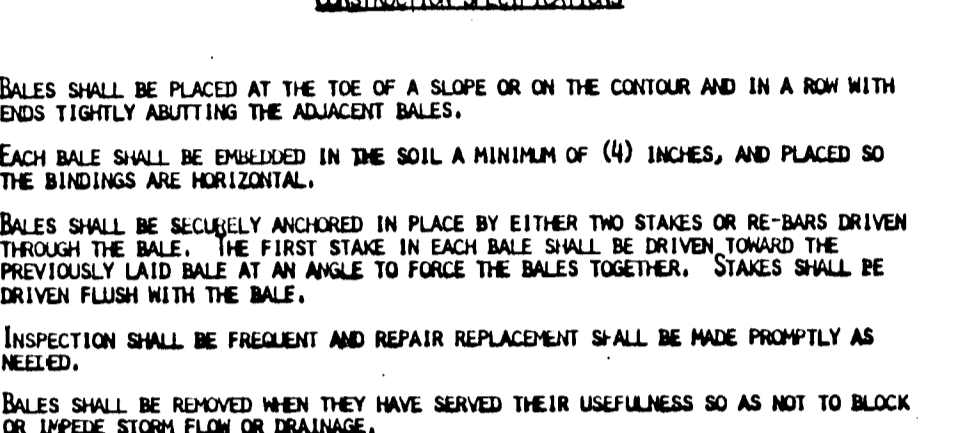 CONSTRUCTION SPECIFICATIONS
BALES SHALL BE PLACED AT THE TOE OF A SLOPE OR ON THE CONTOUR AND IN A ROW WITH
ENDS TIGHTLY ABUTTING THE ADJACENT BALES.
EACH BALE SHALL BE EMBEDDED IN THE SOIL A MINIMUM OF (4) INCHES, AND PLACED SO
THE BINDINGS ARE HORIZONTAL.
BALES SHALL BE SECURELY ANCHORED IN PLACE BY EITHER TWO STAKES OR RE-BARS DRIVEN
THROUGH THE BALE. THE FIRST STAKE IN EACH BALE SHALL BE DRIVEN TOWARD THE
PREVIOUSLY LAID BALE AT AN ANGLE TO FORCE THE BALES TOGETHER. STAKES SHALL BE
DRIVEN FLUSH WITH THE BALE.
INSPECTION SHALL BE FREQUENT AND REPAIR REPLACEMENT SHALL BE MADE PROMPTLY AS
NEEDED.
BALES SHALL BE REMOVED WHEN THEY HAVE SERVED THEIR USEFULNESS SO AS NOT TO BLOCK
OR IMPEDE STORM FLOW OR DRAINAGE.